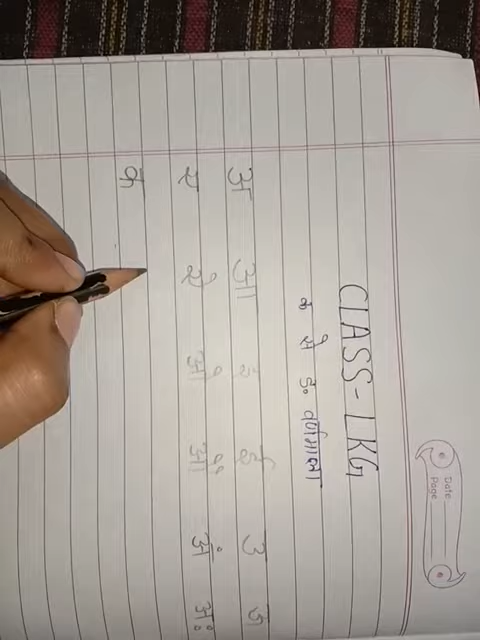 Date
Page
CLASS-LKG
क से ङ वर्णमाला
अ आ इ ई उ ऊ
ए ऐ ओ औ अं अः
क